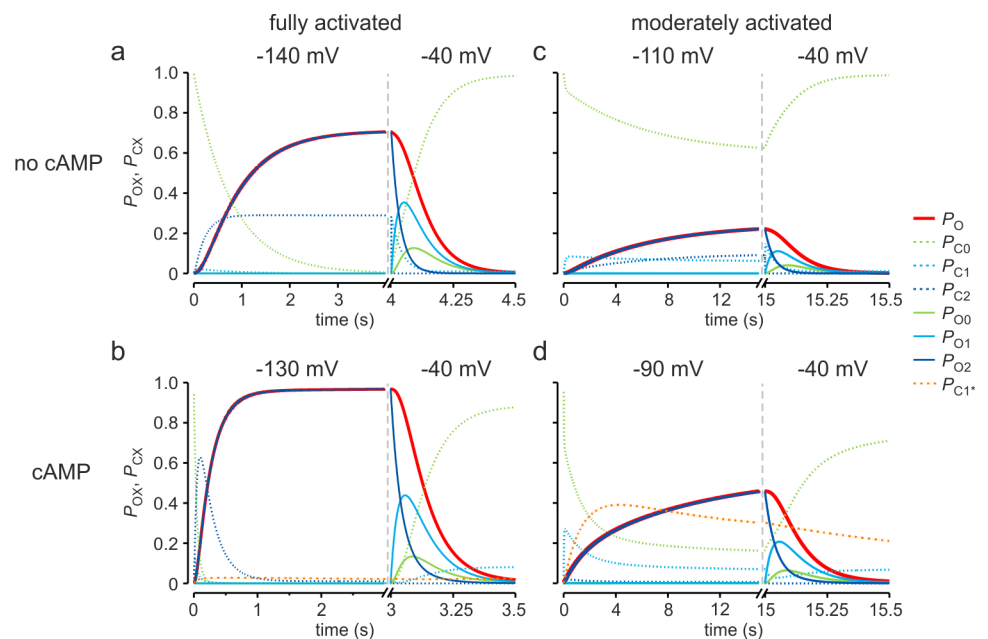 fully activated
moderately activated
a
-140 mV
-40 mV
c
-110 mV
-40 mV
no cAMP
P_OX, P_CX
1.0
0.8
0.6
0.4
0.2
0
0 1 2 3 4 4.25 4.5
time (s)
0 4 8 12 15 15.25 15.5
time (s)
P_O
P_C0
P_C1
P_C2
P_O0
P_O1
P_O2
P_C1*
b
-130 mV
-40 mV
d
-90 mV
-40 mV
cAMP
P_OX, P_CX
1.0
0.8
0.6
0.4
0.2
0
0 1 2 3 3.25 3.5
time (s)
0 4 8 12 15 15.25 15.5
time (s)